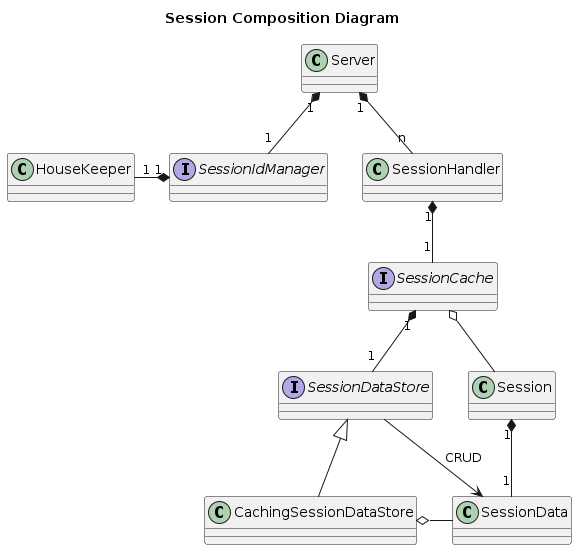 Session Composition Diagram
C Server
1 1
1 n
C HouseKeeper
1 1
I SessionIdManager
C SessionHandler
1
1
I SessionCache
1
1
I SessionDataStore
C Session
1
CRUD
1
C CachingSessionDataStore
C SessionData